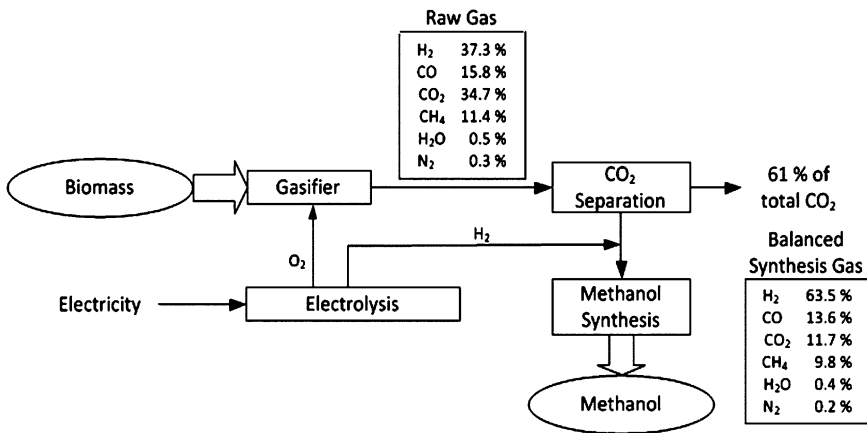 Raw Gas
H₂ 37.3 %
CO 15.8 %
CO₂ 34.7 %
CH₄ 11.4 %
H₂O 0.5 %
N₂ 0.3 %
Biomass
Gasifier
CO₂
Separation
61 % of
total CO₂
O₂
H₂
Electricity
Electrolysis
Methanol
Synthesis
Methanol
Balanced
Synthesis Gas
H₂ 63.5 %
CO 13.6 %
CO₂ 11.7 %
CH₄ 9.8 %
H₂O 0.4 %
N₂ 0.2 %